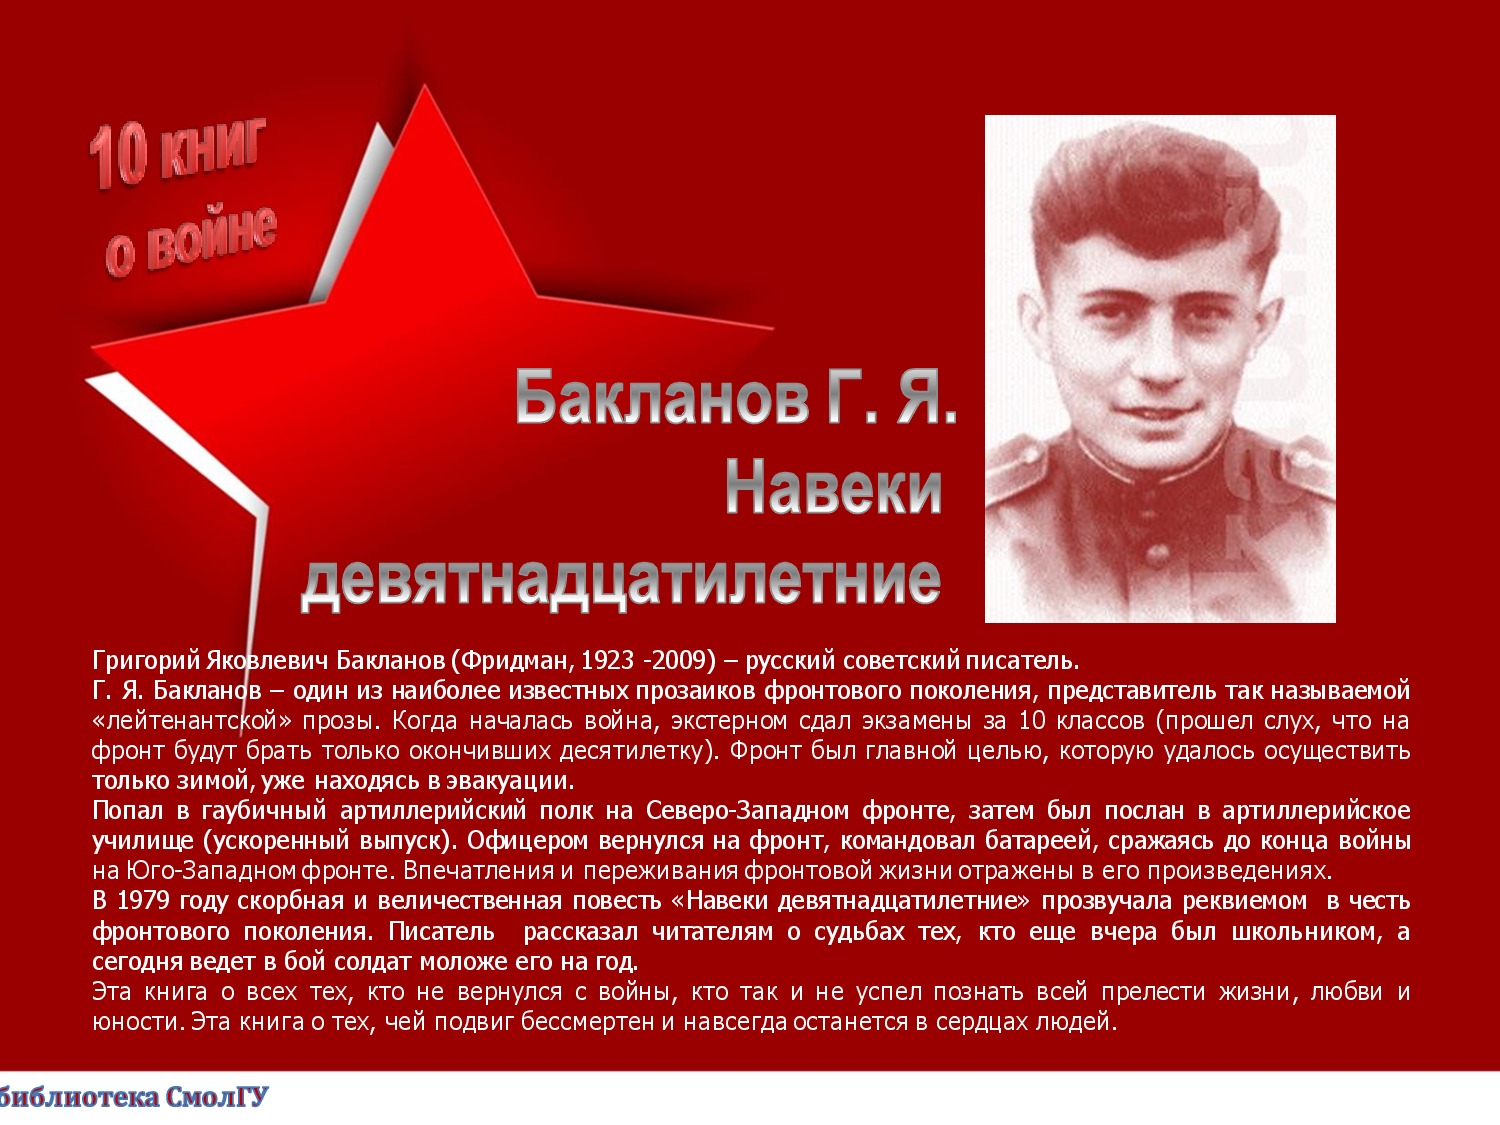 10 книг
о войне
Бакланов Г. Я.
Навеки
девятнадцатилетние
Григорий Яковлевич Бакланов (Фридман, 1923 -2009) – русский советский писатель.
Г. Я. Бакланов – один из наиболее известных прозаиков фронтового поколения, представитель так называемой
«лейтенантской» прозы. Когда началась война, экстерном сдал экзамены за 10 классов (прошел слух, что на
фронт будут брать только окончивших десятилетку). Фронт был главной целью, которую удалось осуществить
только зимой, уже находясь в эвакуации.
Попал в гаубичный артиллерийский полк на Северо-Западном фронте, затем был послан в артиллерийское
училище (ускоренный выпуск). Офицером вернулся на фронт, командовал батареей, сражаясь до конца войны
на Юго-Западном фронте. Впечатления и переживания фронтовой жизни отражены в его произведениях.
В 1979 году скорбная и величественная повесть «Навеки девятнадцатилетние» прозвучала реквиемом в честь
фронтового поколения. Писатель рассказал читателям о судьбах тех, кто еще вчера был школьником, а
сегодня ведет в бой солдат моложе его на год.
Эта книга о всех тех, кто не вернулся с войны, кто так и не успел познать всей прелести жизни, любви и
юности. Эта книга о тех, чей подвиг бессмертен и навсегда останется в сердцах людей.
библиотека СмолГУ